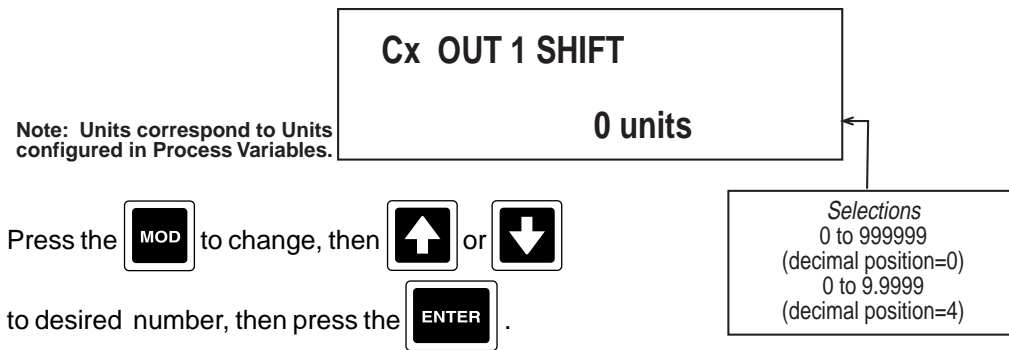 Cx OUT 1 SHIFT
0 units
Note: Units correspond to Units
configured in Process Variables.
Press the MOD to change, then or
to desired number, then press the ENTER .
Selections
0 to 999999
(decimal position=0)
0 to 9.9999
(decimal position=4)